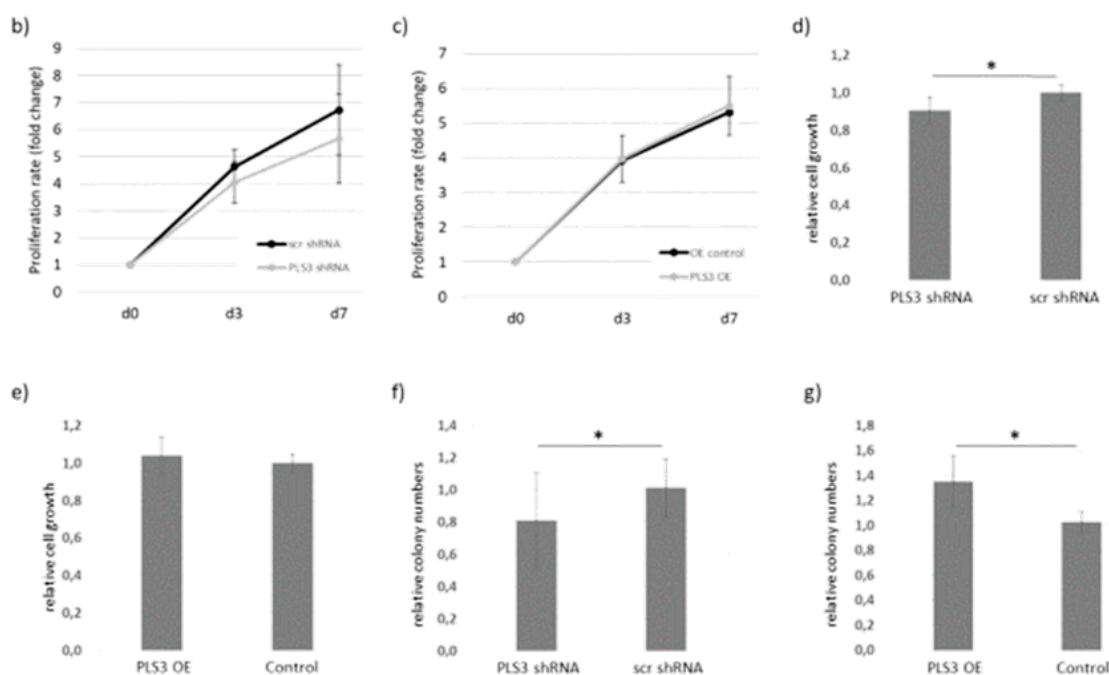 b)
Proliferation rate (fold change)
9
8
7
6
5
4
3
2
1
0
d0 d3 d7
scr shRNA
PLS3 shRNA
c)
Proliferation rate (fold change)
7
6
5
4
3
2
1
0
d0 d3 d7
OE control
PLS3 OE
d)
relative cell growth
1,2
1,0
0,8
0,6
0,4
0,2
0,0
*
PLS3 shRNA scr shRNA
e)
relative cell growth
1,2
1,0
0,8
0,6
0,4
0,2
0,0
PLS3 OE Control
f)
relative colony numbers
1,4
1,2
1,0
0,8
0,6
0,4
0,2
0,0
*
PLS3 shRNA scr shRNA
g)
relative colony numbers
1,8
1,6
1,4
1,2
1,0
0,8
0,6
0,4
0,2
0,0
*
PLS3 OE Control